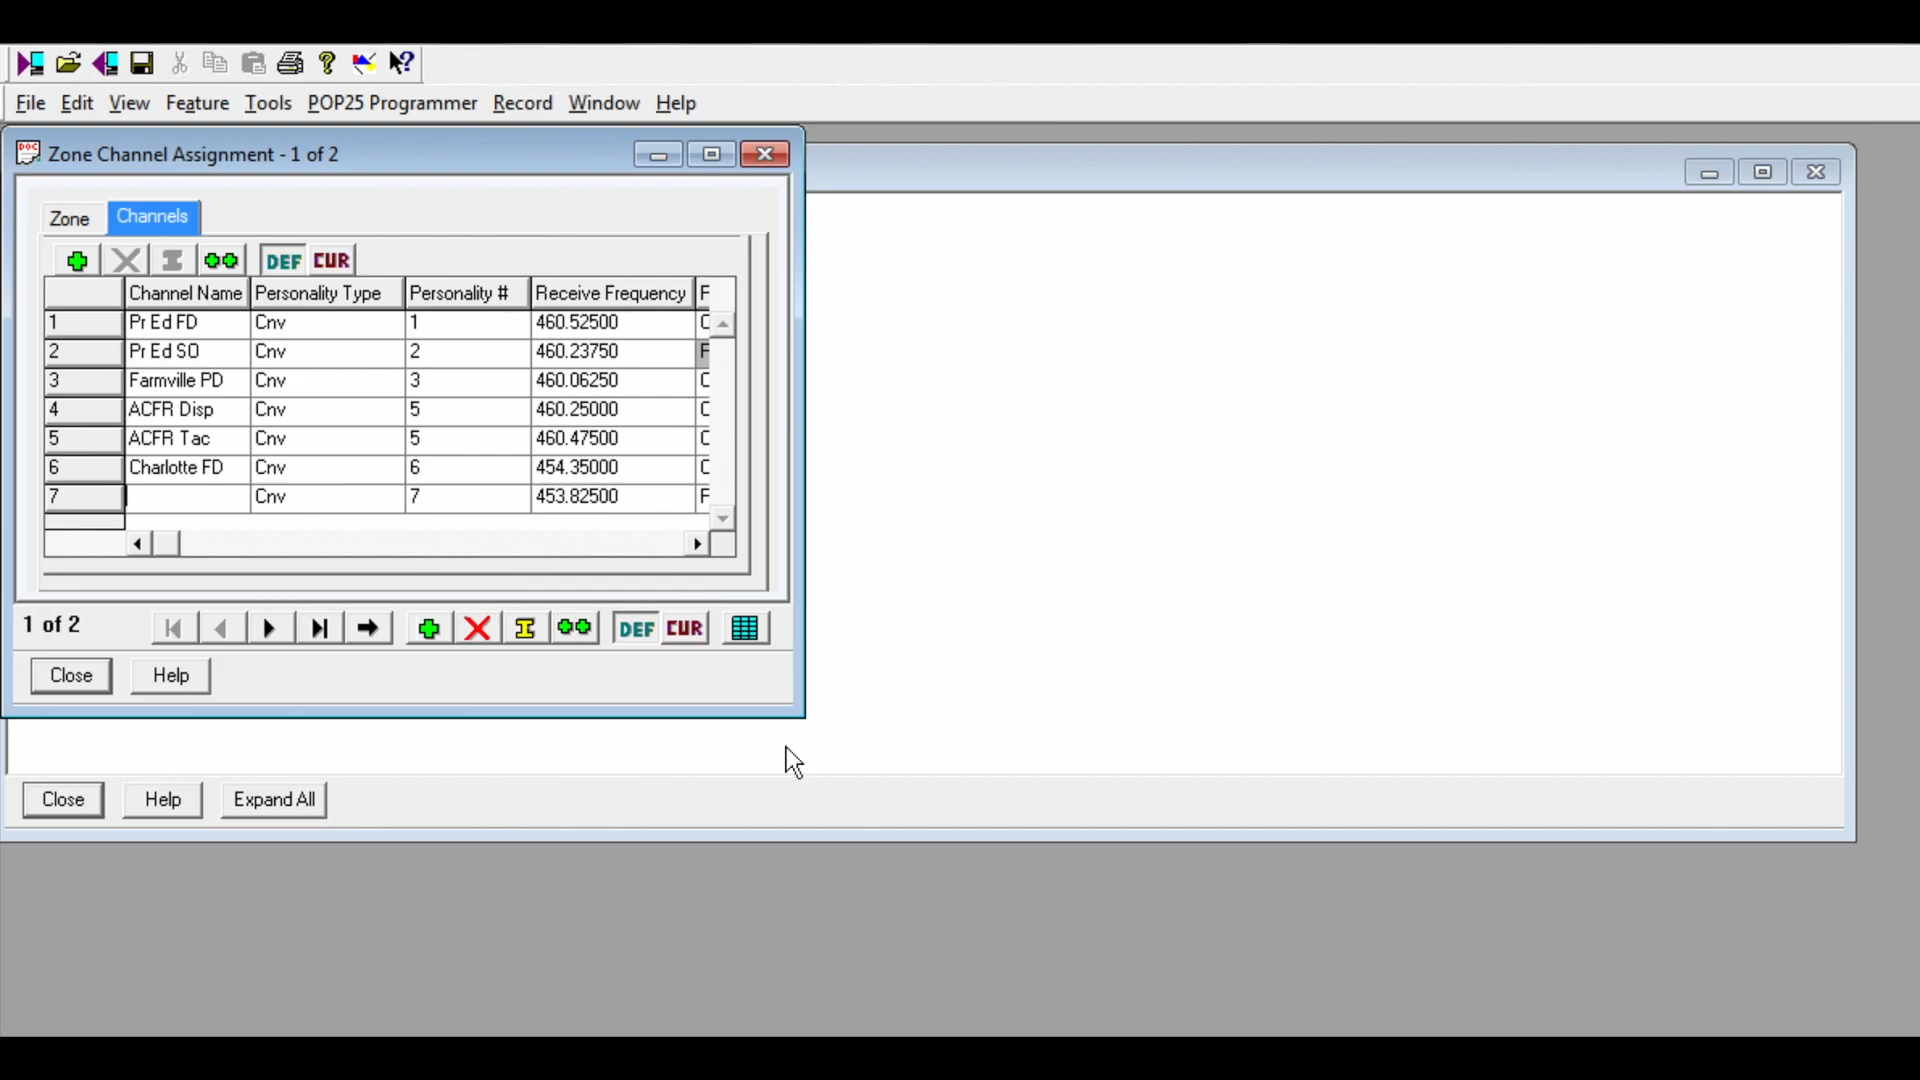 File Edit View Feature Tools POP25 Programmer Record Window Help
DOC Zone Channel Assignment - 1 of 2
Zone Channels
DEF CUR
Channel Name Personality Type Personality # Receive Frequency F
1 Pr Ed FD Cnv 1 460.52500 C
2 Pr Ed SO Cnv 2 460.23750 F
3 Farmville PD Cnv 3 460.06250 C
4 ACFR Disp Cnv 5 460.25000 C
5 ACFR Tac Cnv 5 460.47500 C
6 Charlotte FD Cnv 6 454.35000 C
7 Cnv 7 453.82500 F
1 of 2 DEF CUR
Close Help
Close Help Expand All